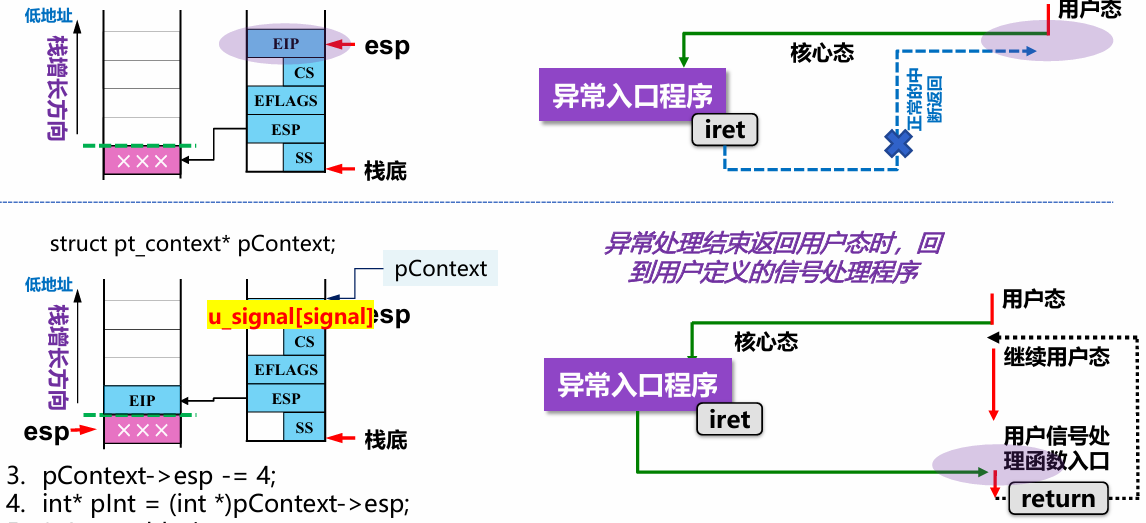 低地址
栈增长方向
EIP
esp
CS
EFLAGS
ESP
SS
栈底
×××
用户态
核心态
异常入口程序
iret
正常的中
断返回
struct pt_context* pContext;
低地址
栈增长方向
pContext
u_signal[signal]
esp
CS
EFLAGS
ESP
SS
栈底
EIP
esp
×××
异常处理结束返回用户态时，回
到用户定义的信号处理程序
用户态
核心态
继续用户态
异常入口程序
iret
用户信号处
理函数入口
return
3. pContext->esp -= 4;
4. int* pInt = (int *)pContext->esp;